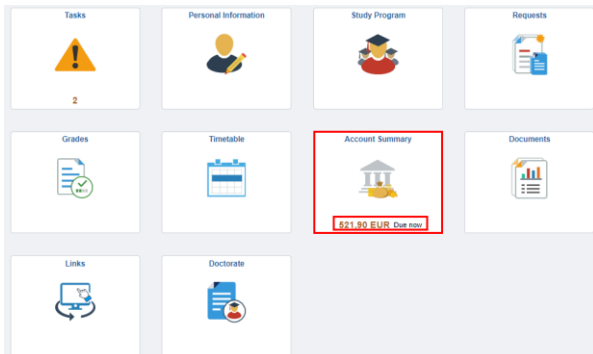 Tasks
Personal Information
Study Program
Requests
2
Grades
Timetable
Account Summary
Documents
521.90 EUR Due now
Links
Doctorate